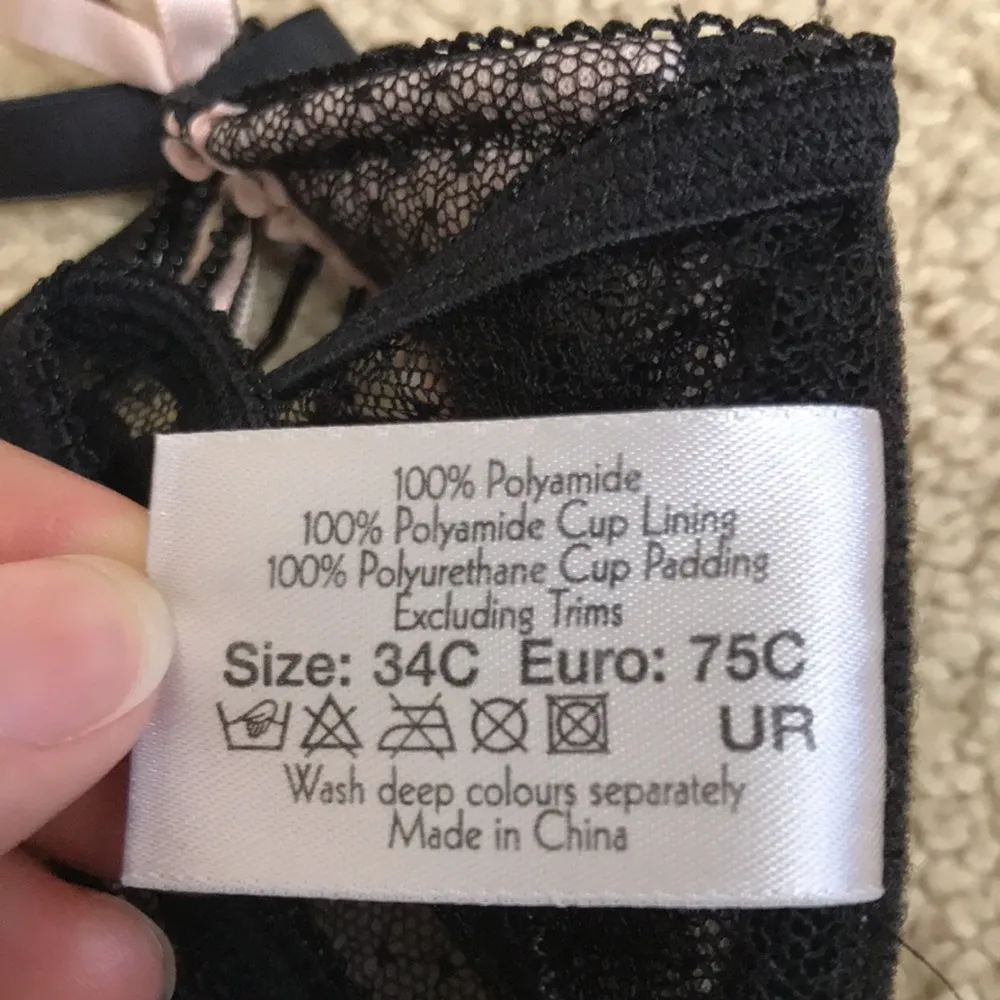 100% Polyamide
100% Polyamide Cup Lining
100% Polyurethane Cup Padding
Excluding Trims
Size: 34C Euro: 75C
UR
Wash deep colours separately
Made in China